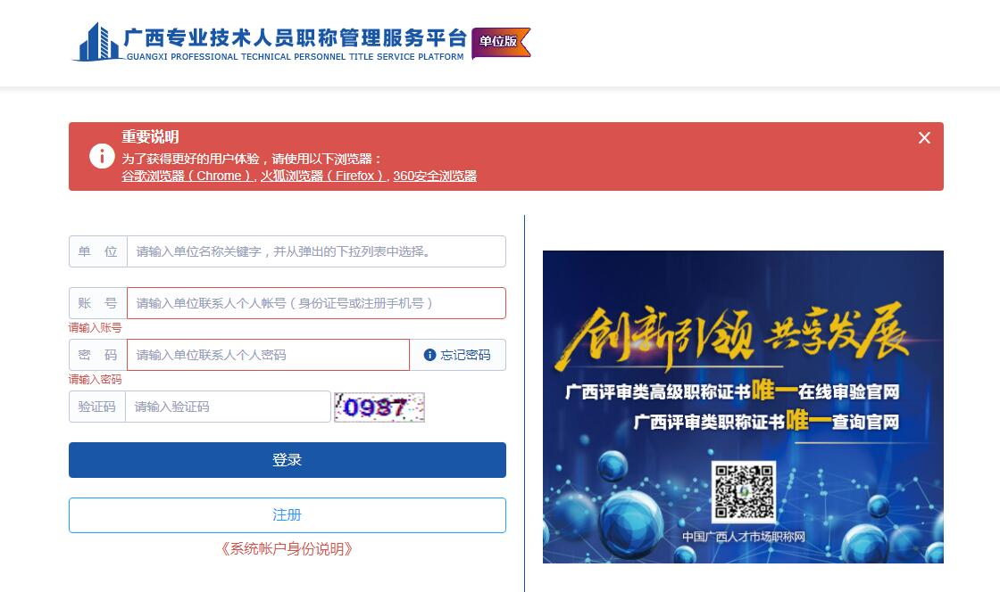 广西专业技术人员职称管理服务平台
单位版
GUANGXI PROFESSIONAL TECHNICAL PERSONNEL TITLE SERVICE PLATFORM
重要说明
为了获得更好的用户体验，请使用以下浏览器：
谷歌浏览器（Chrome）, 火狐浏览器（Firefox）, 360安全浏览器
单 位 请输入单位名称关键字，并从弹出的下拉列表中选择。
账 号 请输入单位联系人个人帐号（身份证号或注册手机号）
请输入账号
密 码 请输入单位联系人个人密码 忘记密码
请输入密码
验证码 请输入验证码 0987
登录
注册
《系统帐户身份说明》
创新引领 共享发展
广西评审类高级职称证书唯一在线审验官网
广西评审类职称证书唯一查询官网
中国广西人才市场职称网